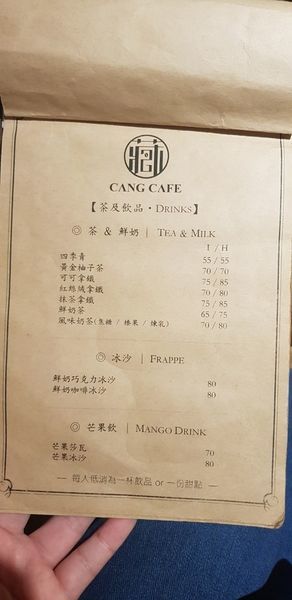 藏
CANG CAFE
【茶及飲品・DRINKS】
◎ 茶 & 鮮奶 | TEA & MILK
I / H
四季青 55 / 55
黃金柚子茶 70 / 70
可可拿鐵 75 / 85
紅絲絨拿鐵 70 / 80
抹茶拿鐵 75 / 85
鮮奶茶 65 / 75
風味奶茶(焦糖 / 榛果 / 煉乳) 70 / 80
◎ 冰沙 | FRAPPE
鮮奶巧克力冰沙 80
鮮奶咖啡冰沙 80
◎ 芒果飲 | MANGO DRINK
芒果莎瓦 70
芒果冰沙 80
— 每人低消為一杯飲品 or 一份甜點 —